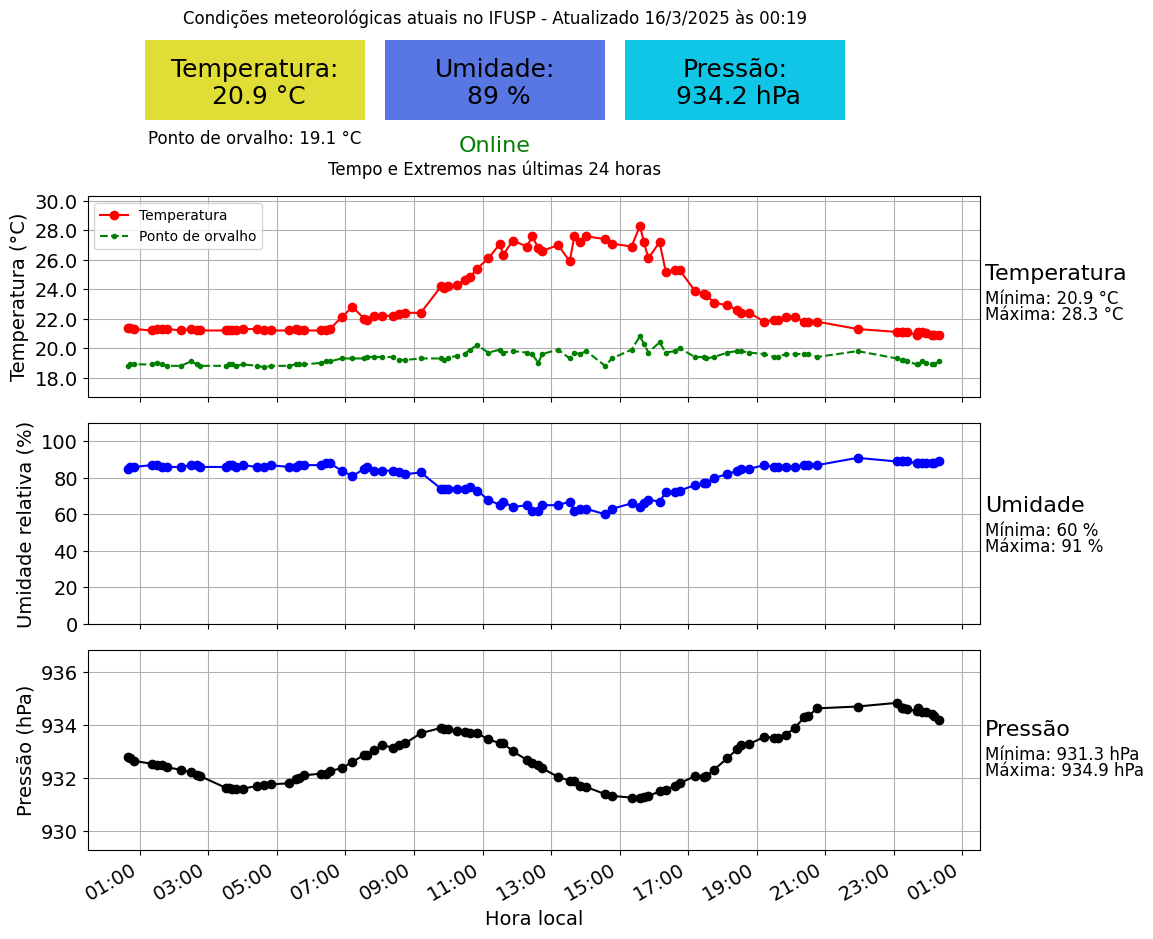 Condições meteorológicas atuais no IFUSP - Atualizado 16/3/2025 às 00:19
Temperatura:
20.9 °C
Umidade:
89 %
Pressão:
934.2 hPa
Ponto de orvalho: 19.1 °C
Online
Tempo e Extremos nas últimas 24 horas
Temperatura (°C)
30.0
28.0
26.0
24.0
22.0
20.0
18.0
Temperatura
Ponto de orvalho
Temperatura
Mínima: 20.9 °C
Máxima: 28.3 °C
Umidade relativa (%)
100
80
60
40
20
0
Umidade
Mínima: 60 %
Máxima: 91 %
Pressão (hPa)
936
934
932
930
Pressão
Mínima: 931.3 hPa
Máxima: 934.9 hPa
01:00
03:00
05:00
07:00
09:00
11:00
13:00
15:00
17:00
19:00
21:00
23:00
01:00
Hora local